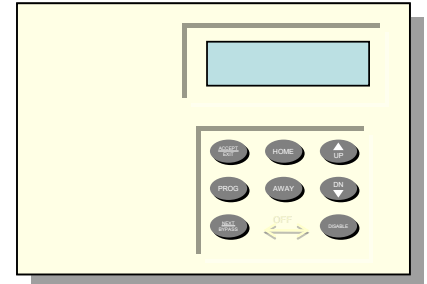 ACCEPT
EXIT
HOME
UP
PROG
AWAY
DN
NEXT
BYPASS
OFF
DISABLE